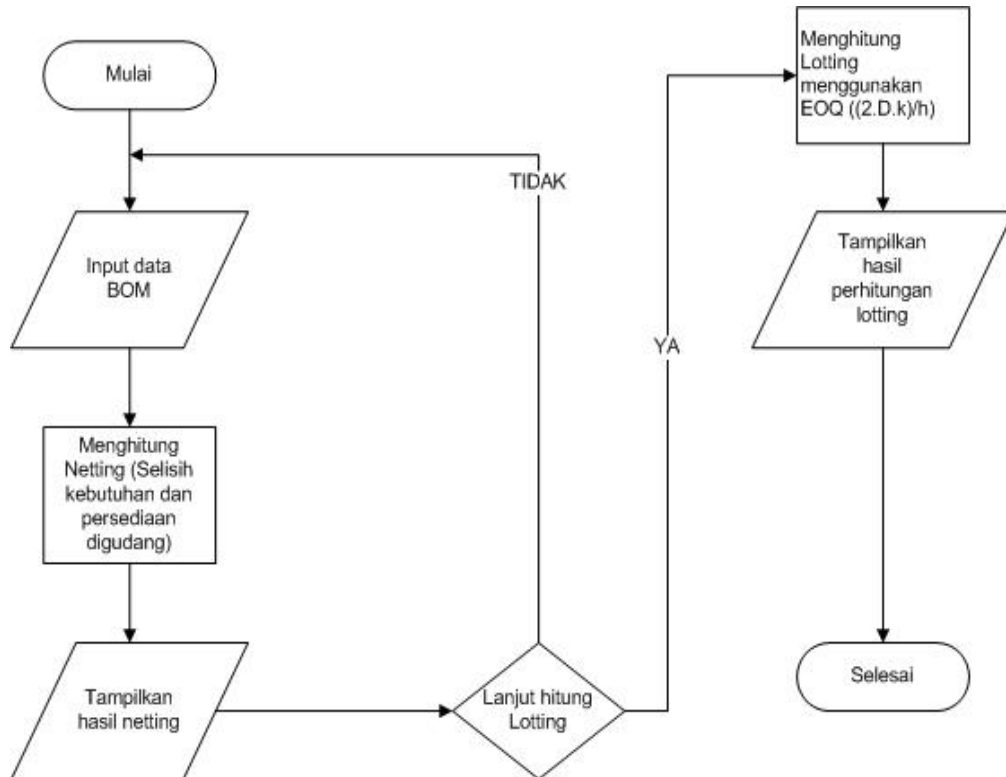 Mulai
Input data
BOM
Menghitung
Netting (Selisih
kebutuhan dan
persediaan
digudang)
Tampilkan
hasil netting
Lanjut hitung
Lotting
TIDAK
YA
Menghitung
Lotting
menggunakan
EOQ ((2.D.k)/h)
Tampilkan
hasil
perhitungan
lotting
Selesai